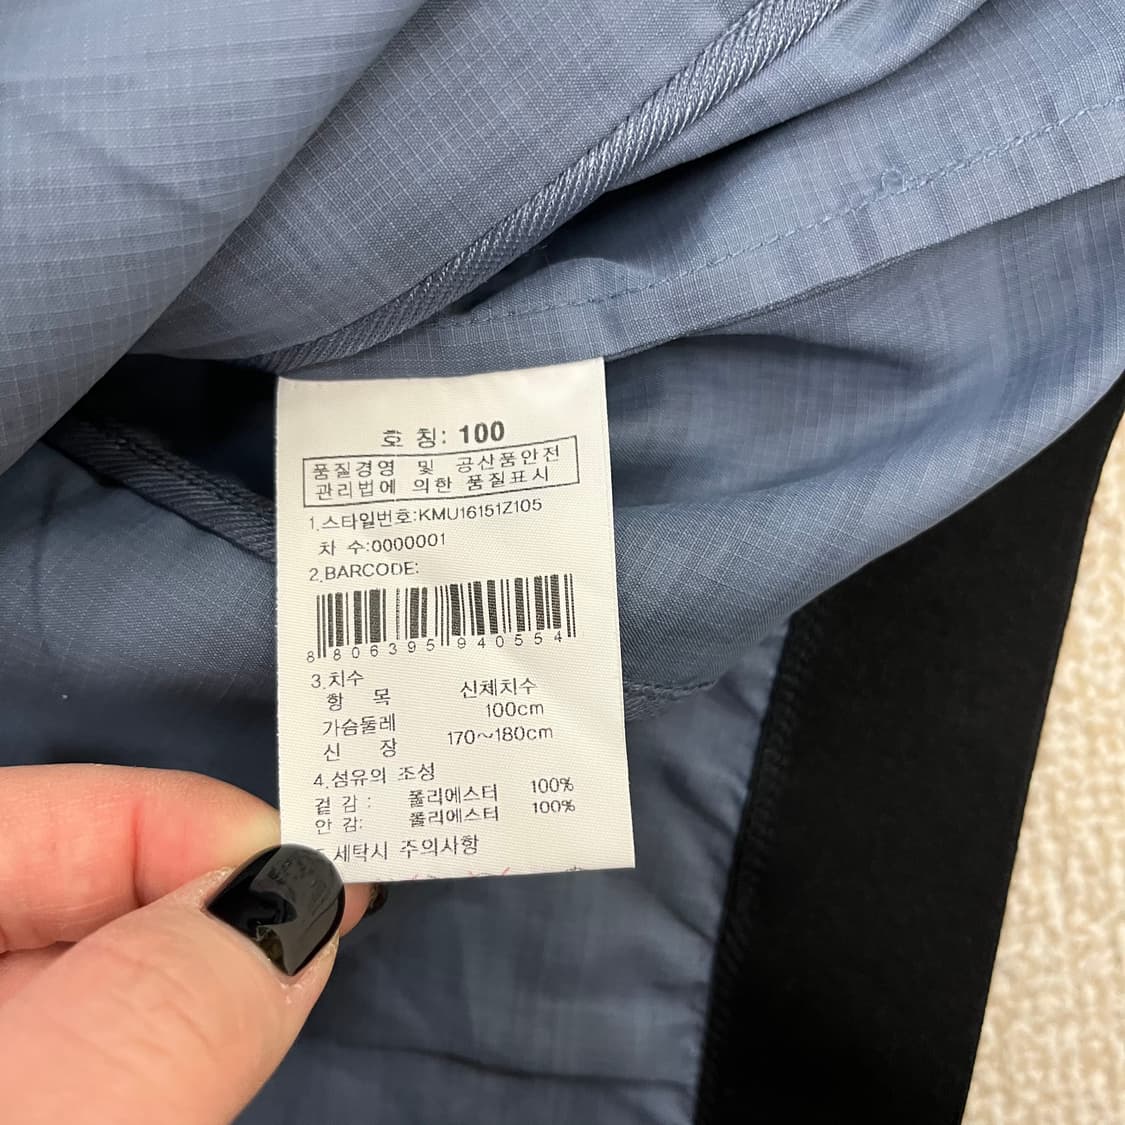 호 칭: 100
품질경영 및 공산품안전
관리법에 의한 품질표시
1.스타일번호:KMU16151Z105
차 수:0000001
2.BARCODE:
8806395940554
3.치수
항 목 신체치수
가슴둘레 100cm
신 장 170~180cm
4.섬유의 조성
겉 감: 폴리에스터 100%
안 감: 폴리에스터 100%
세탁시 주의사항